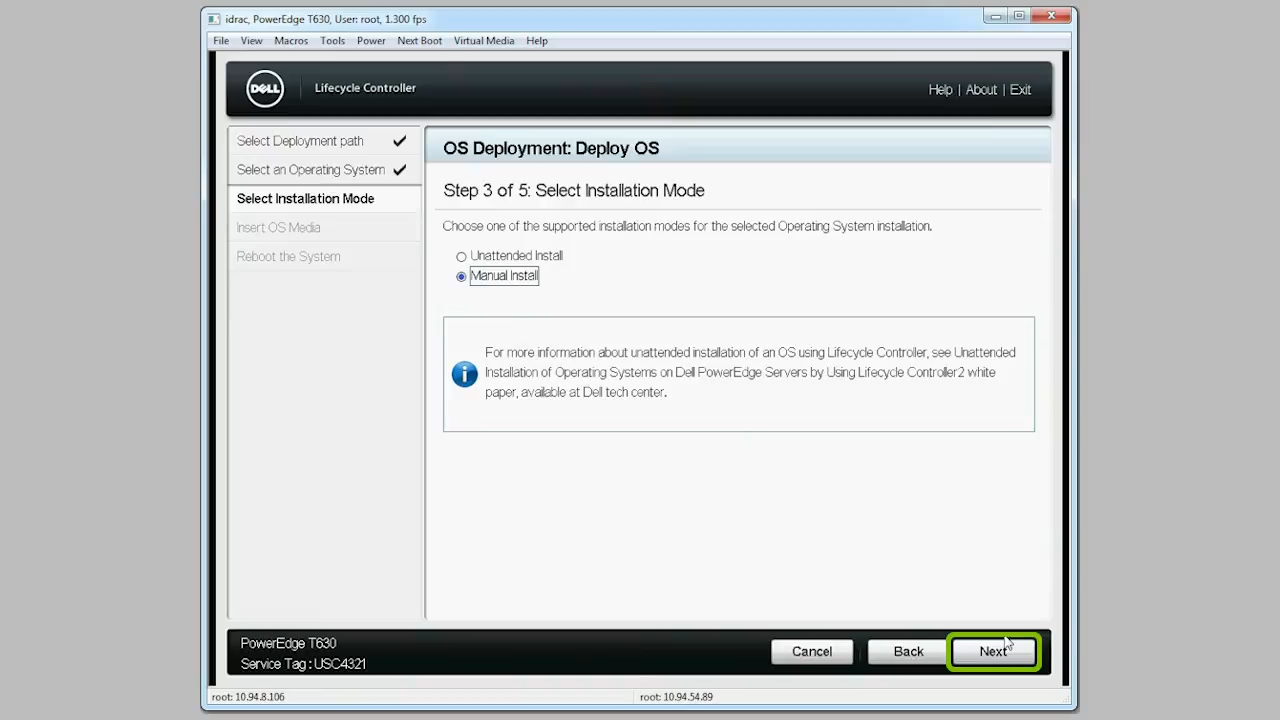 idrac, PowerEdge T630, User: root, 1.300 fps
File View Macros Tools Power Next Boot Virtual Media Help
DELL Lifecycle Controller Help | About | Exit
Select Deployment path
Select an Operating System
Select Installation Mode
Insert OS Media
Reboot the System
OS Deployment: Deploy OS
Step 3 of 5: Select Installation Mode
Choose one of the supported installation modes for the selected Operating System installation.
Unattended Install
Manual Install
For more information about unattended installation of an OS using Lifecycle Controller, see Unattended
Installation of Operating Systems on Dell PowerEdge Servers by Using Lifecycle Controller2 white
paper, available at Dell tech center.
PowerEdge T630
Service Tag : USC4321
Cancel Back Next
root: 10.94.8.106 root: 10.94.54.89